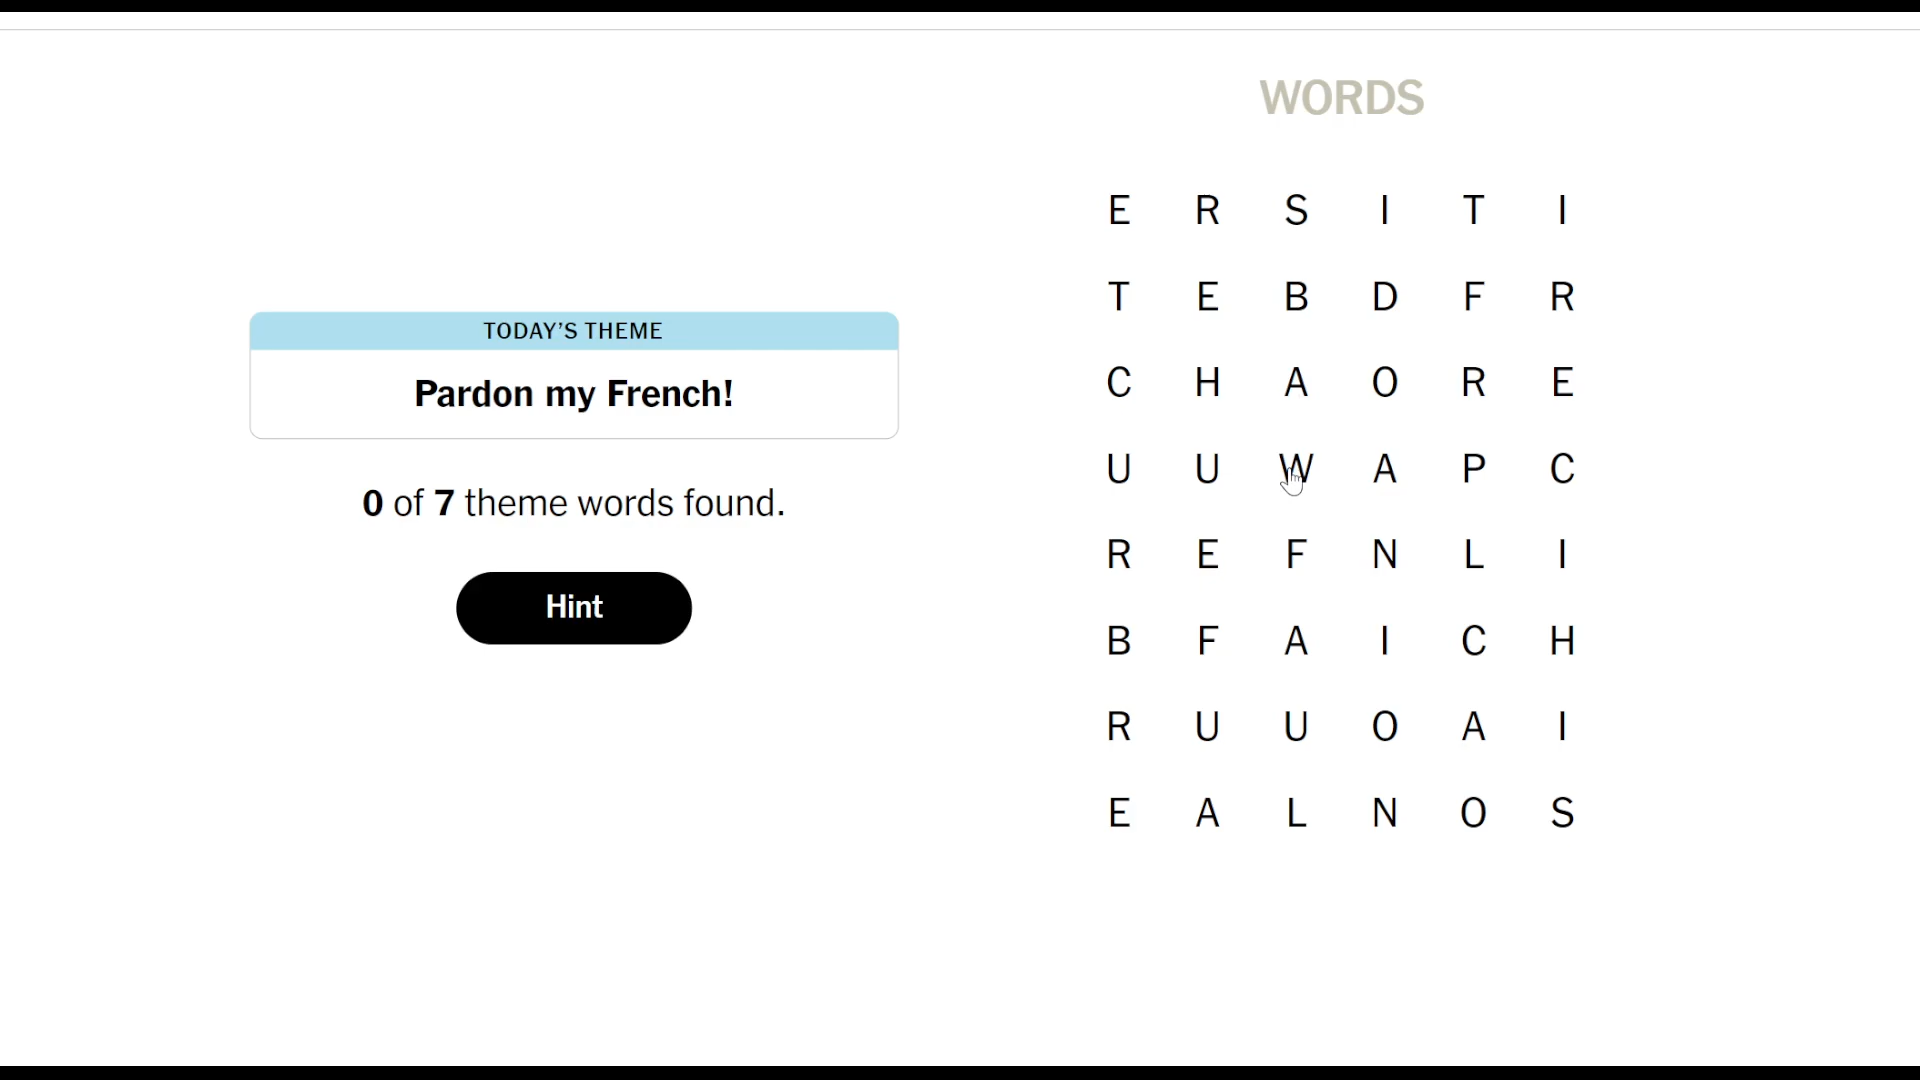 WORDS
E R S I T I
T E B D F R
C H A O R E
U U W A P C
R E F N L I
B F A I C H
R U U O A I
E A L N O S
TODAY’S THEME
Pardon my French!
0 of 7 theme words found.
Hint